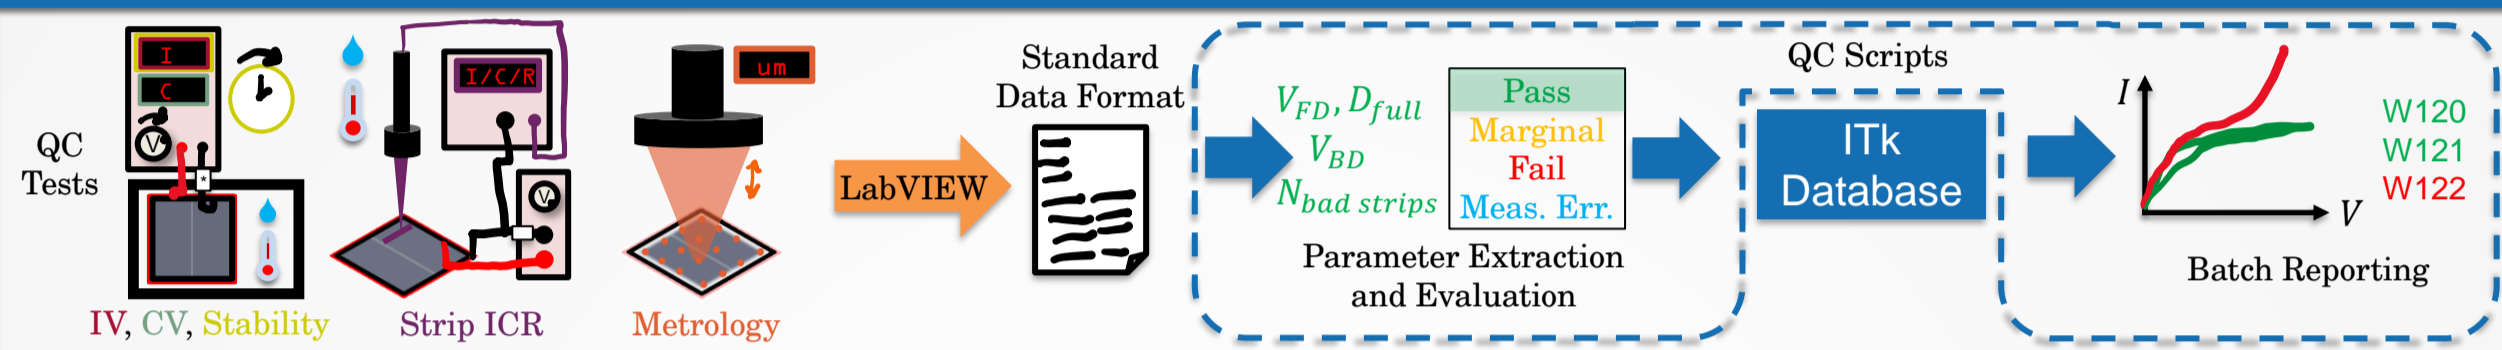 QC
Tests
I
C
V
*
IV, CV, Stability
I/C/R
V
Strip ICR
um
Metrology
LabVIEW
Standard
Data Format
V_FD, D_full
V_BD
N_bad strips
Pass
Marginal
Fail
Meas. Err.
Parameter Extraction
and Evaluation
QC Scripts
ITk
Database
I
V
W120
W121
W122
Batch Reporting